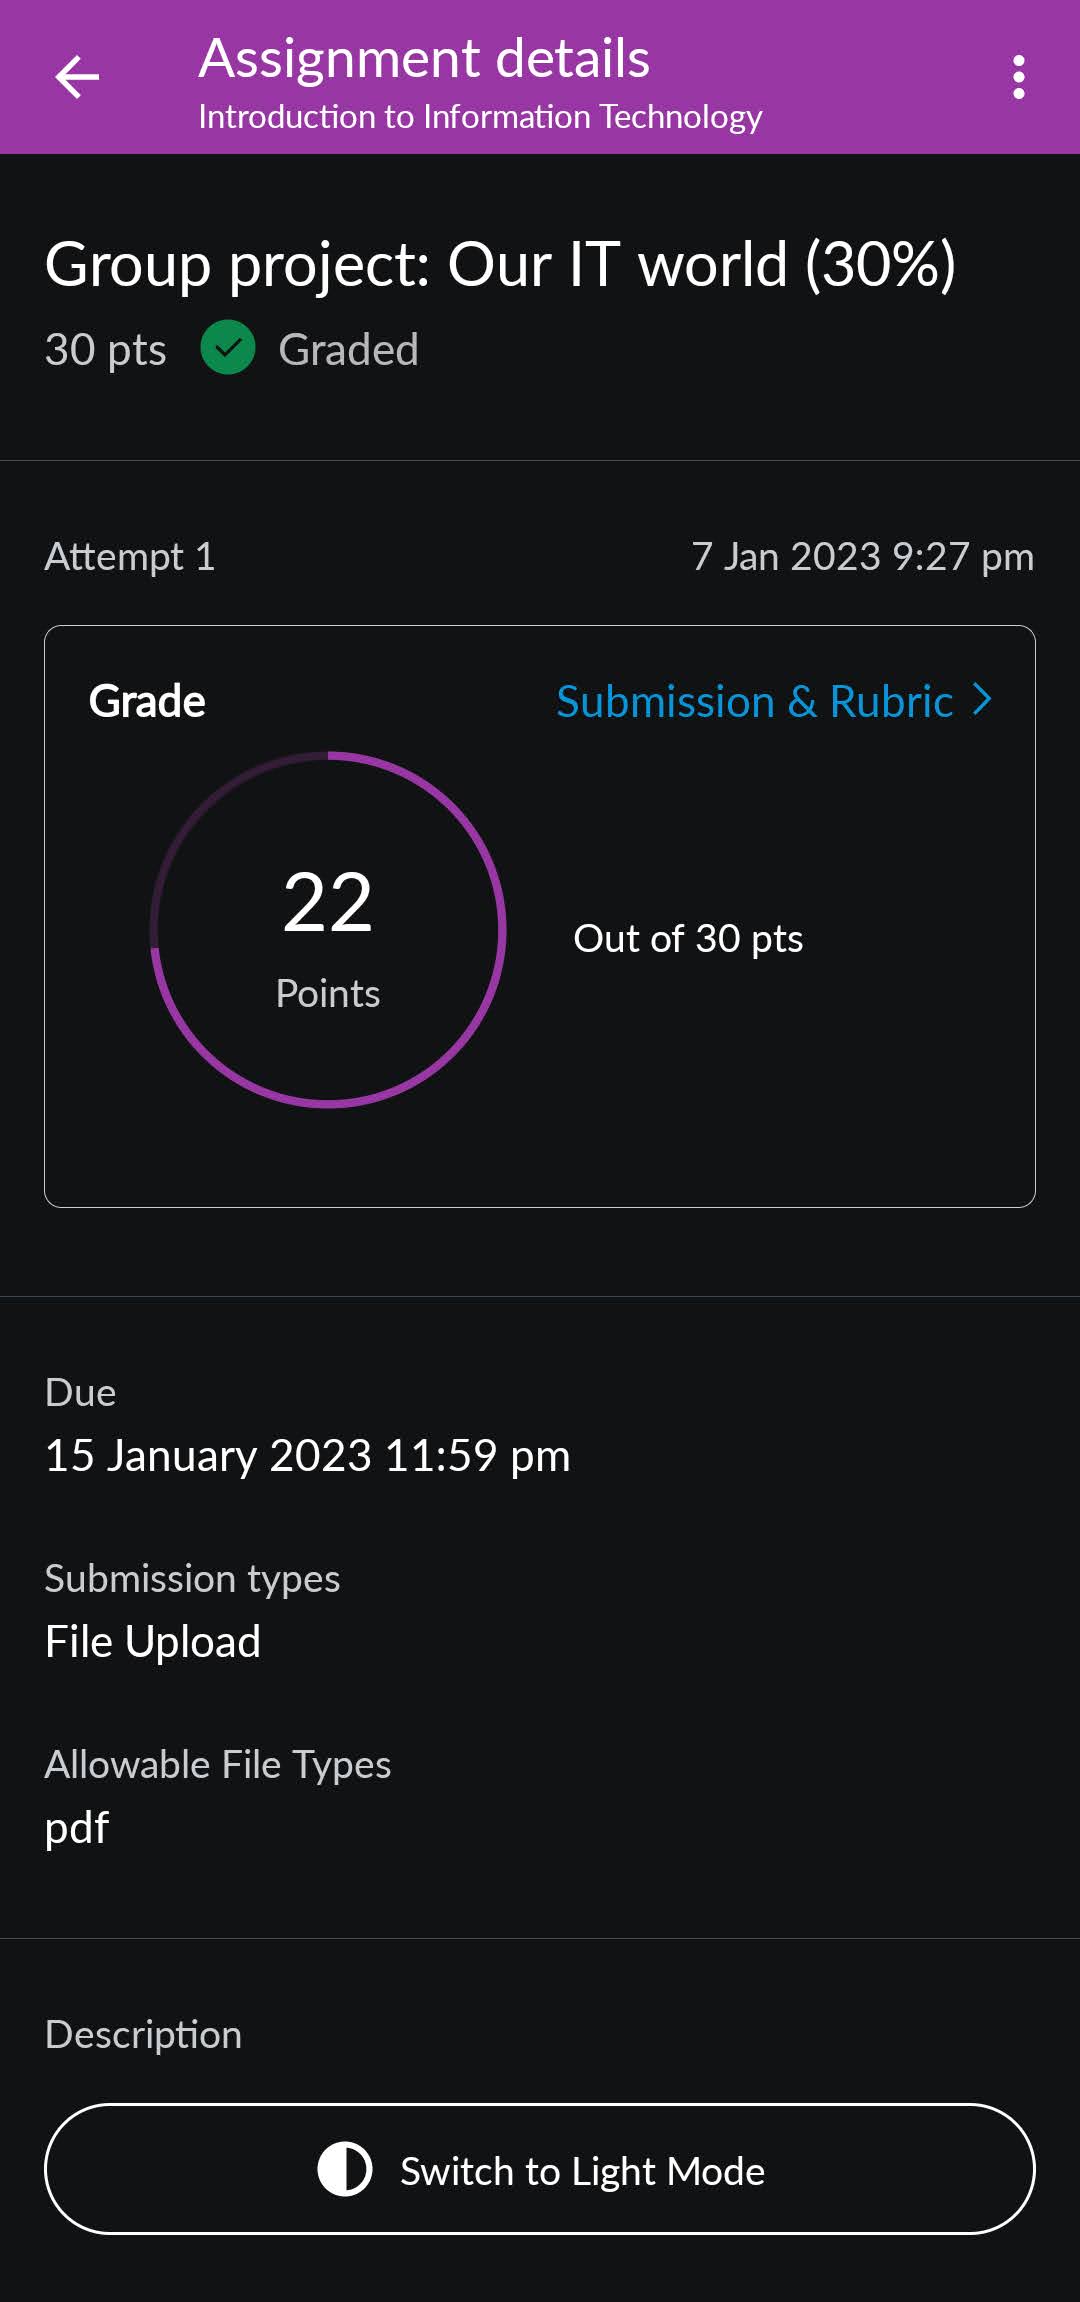 Assignment details
Introduction to Information Technology
Group project: Our IT world (30%)
30 pts Graded
Attempt 1 7 Jan 2023 9:27 pm
Grade Submission & Rubric
22
Points
Out of 30 pts
Due
15 January 2023 11:59 pm
Submission types
File Upload
Allowable File Types
pdf
Description
Switch to Light Mode